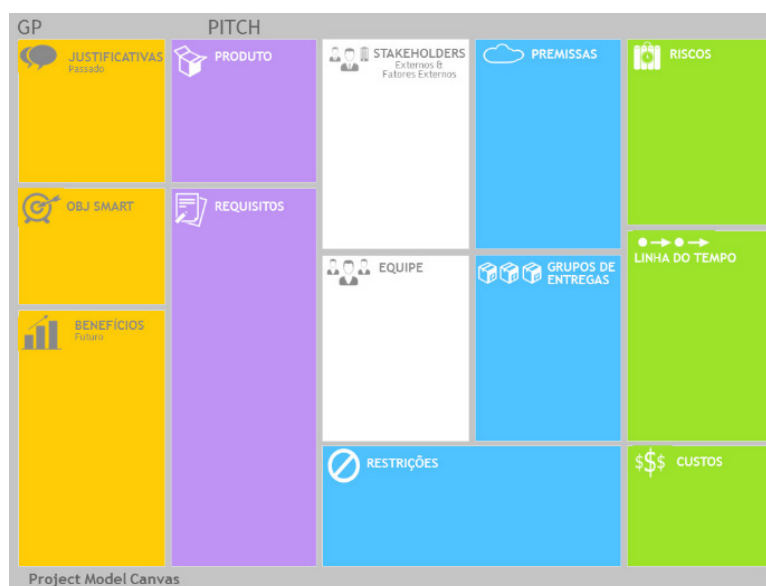 GP
PITCH
JUSTIFICATIVAS
Passado
PRODUTO
STAKEHOLDERS
Externos &
Fatores Externos
PREMISSAS
RISCOS
OBJ SMART
REQUISITOS
LINHA DO TEMPO
EQUIPE
GRUPOS DE
ENTREGAS
BENEFÍCIOS
Futuro
RESTRIÇÕES
$$$ CUSTOS
Project Model Canvas